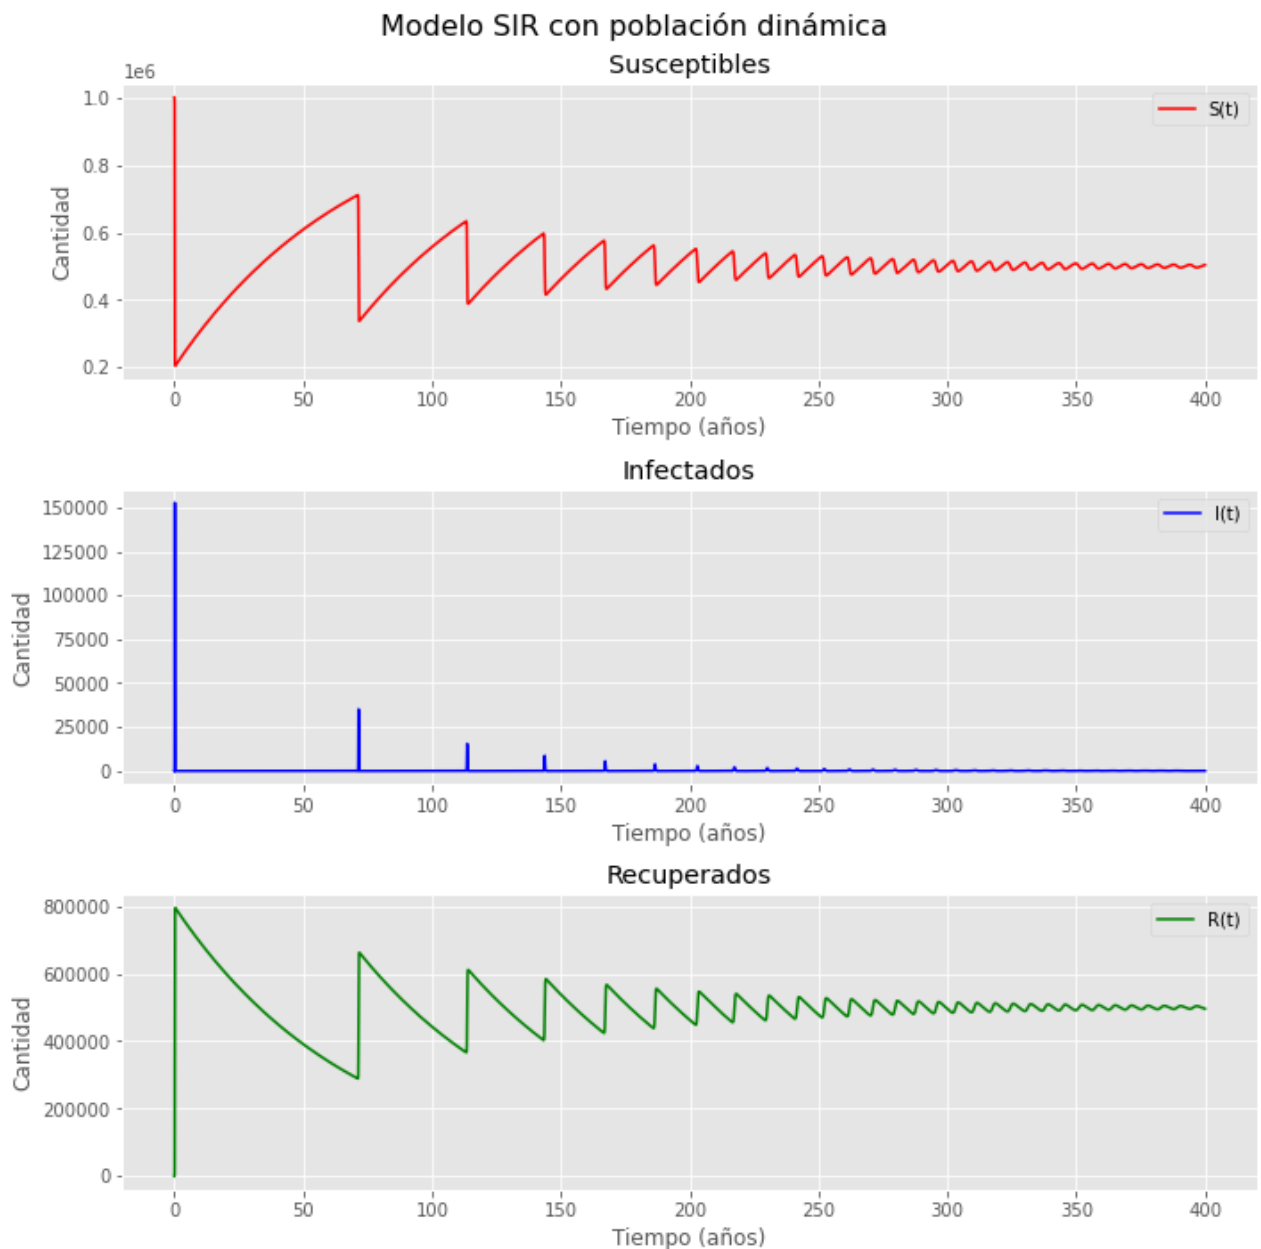 Modelo SIR con población dinámica
Susceptibles
1e6
S(t)
1.0
0.8
0.6
0.4
0.2
Cantidad
0 50 100 150 200 250 300 350 400
Tiempo (años)
Infectados
I(t)
150000
125000
100000
75000
50000
25000
0
Cantidad
0 50 100 150 200 250 300 350 400
Tiempo (años)
Recuperados
R(t)
800000
600000
400000
200000
0
Cantidad
0 50 100 150 200 250 300 350 400
Tiempo (años)